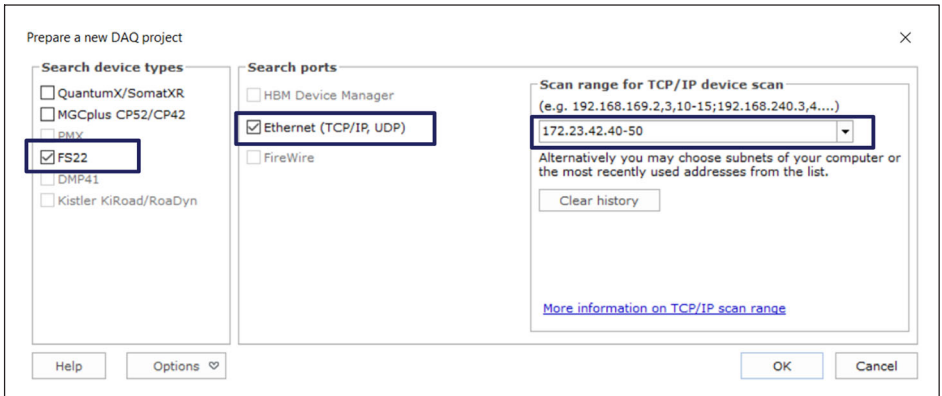 Prepare a new DAQ project
Search device types
QuantumX/SomatXR
MGCplus CP52/CP42
PMX
FS22
DMP41
Kistler KiRoad/RoaDyn
Search ports
HBM Device Manager
Ethernet (TCP/IP, UDP)
FireWire
Scan range for TCP/IP device scan
(e.g. 192.168.169.2,3,10-15;192.168.240.3,4....)
172.23.42.40-50
Alternatively you may choose subnets of your computer or
the most recently used addresses from the list.
Clear history
More information on TCP/IP scan range
Help
Options
OK
Cancel